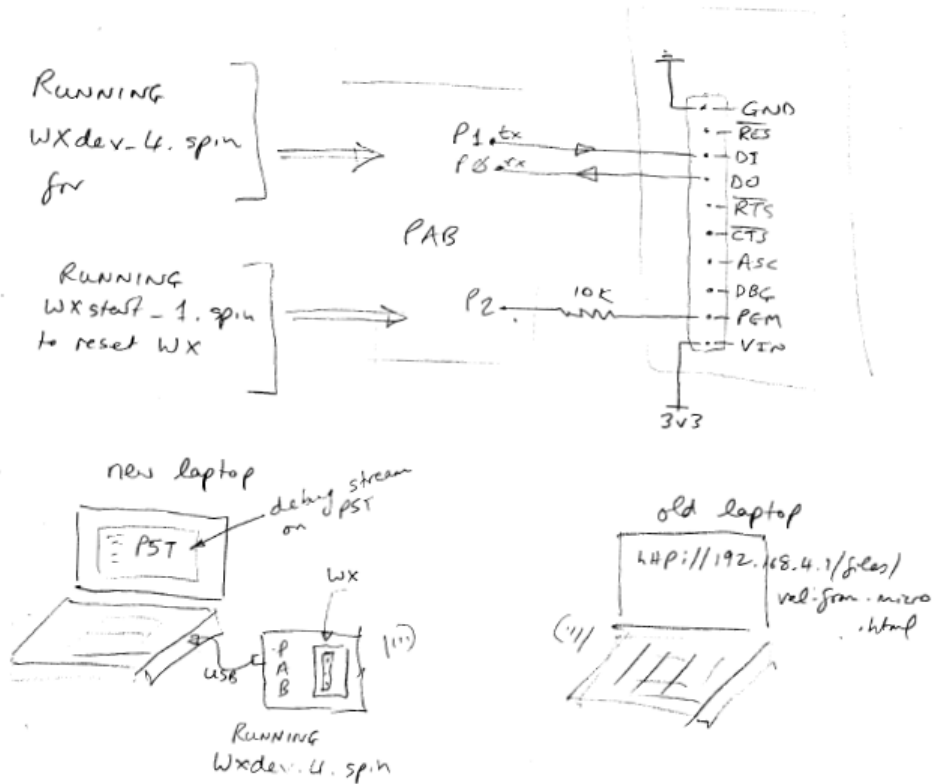 RUNNING
WXdev_4.spin
for
RUNNING
WXstart_1.spin
to reset WX
P1 tx
P0 rx
PAB
P2
10K
GND
RES
DI
DO
RTS
CTS
ASC
DBG
PGM
VIN
3v3
new laptop
debug stream
on PST
PST
WX
USB
P
A
B
RUNNING
Wxdev_4.spin
old laptop
http://192.168.4.1/files/
val-from-micro
.html